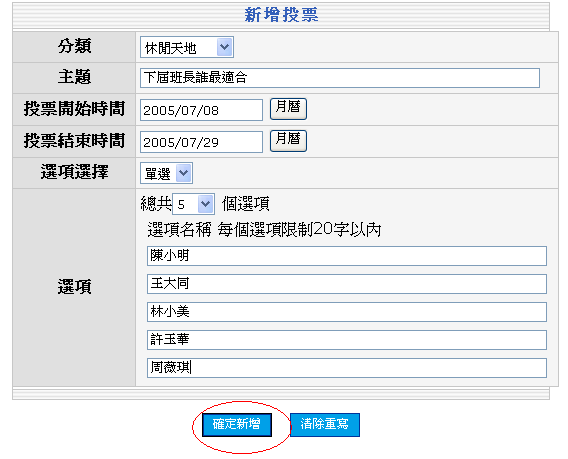 新增投票
分類 休閒天地
主題 下屆班長誰最適合
投票開始時間 2005/07/08 月曆
投票結束時間 2005/07/29 月曆
選項選擇 單選
總共 5 個選項
選項名稱 每個選項限制20字以內
選項
陳小明
王大同
林小美
許玉華
周薇琪
確定新增 清除重寫